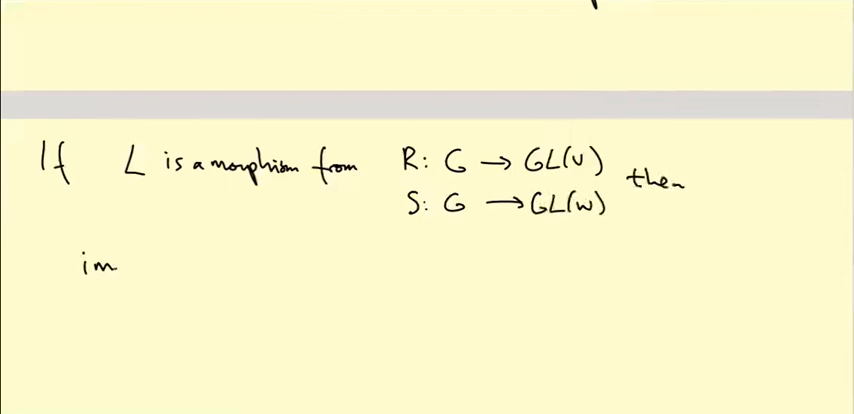 If L is a morphism from R: G → GL(V) then
S: G → GL(W)
im